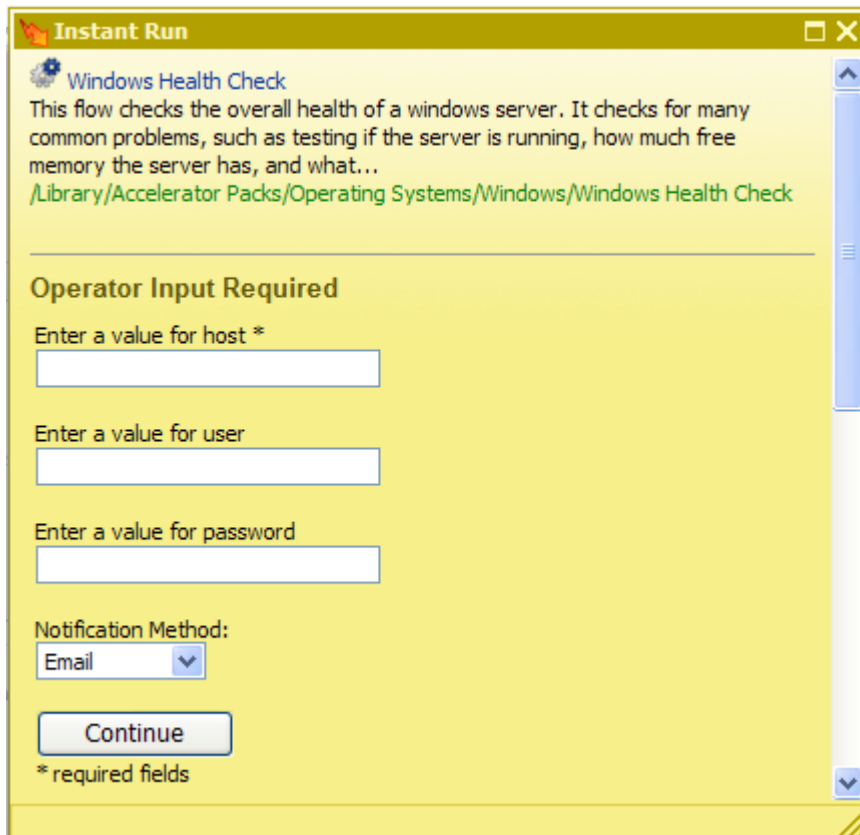 Instant Run
Windows Health Check
This flow checks the overall health of a windows server. It checks for many
common problems, such as testing if the server is running, how much free
memory the server has, and what...
/Library/Accelerator Packs/Operating Systems/Windows/Windows Health Check
Operator Input Required
Enter a value for host *
Enter a value for user
Enter a value for password
Notification Method:
Email
Continue
* required fields